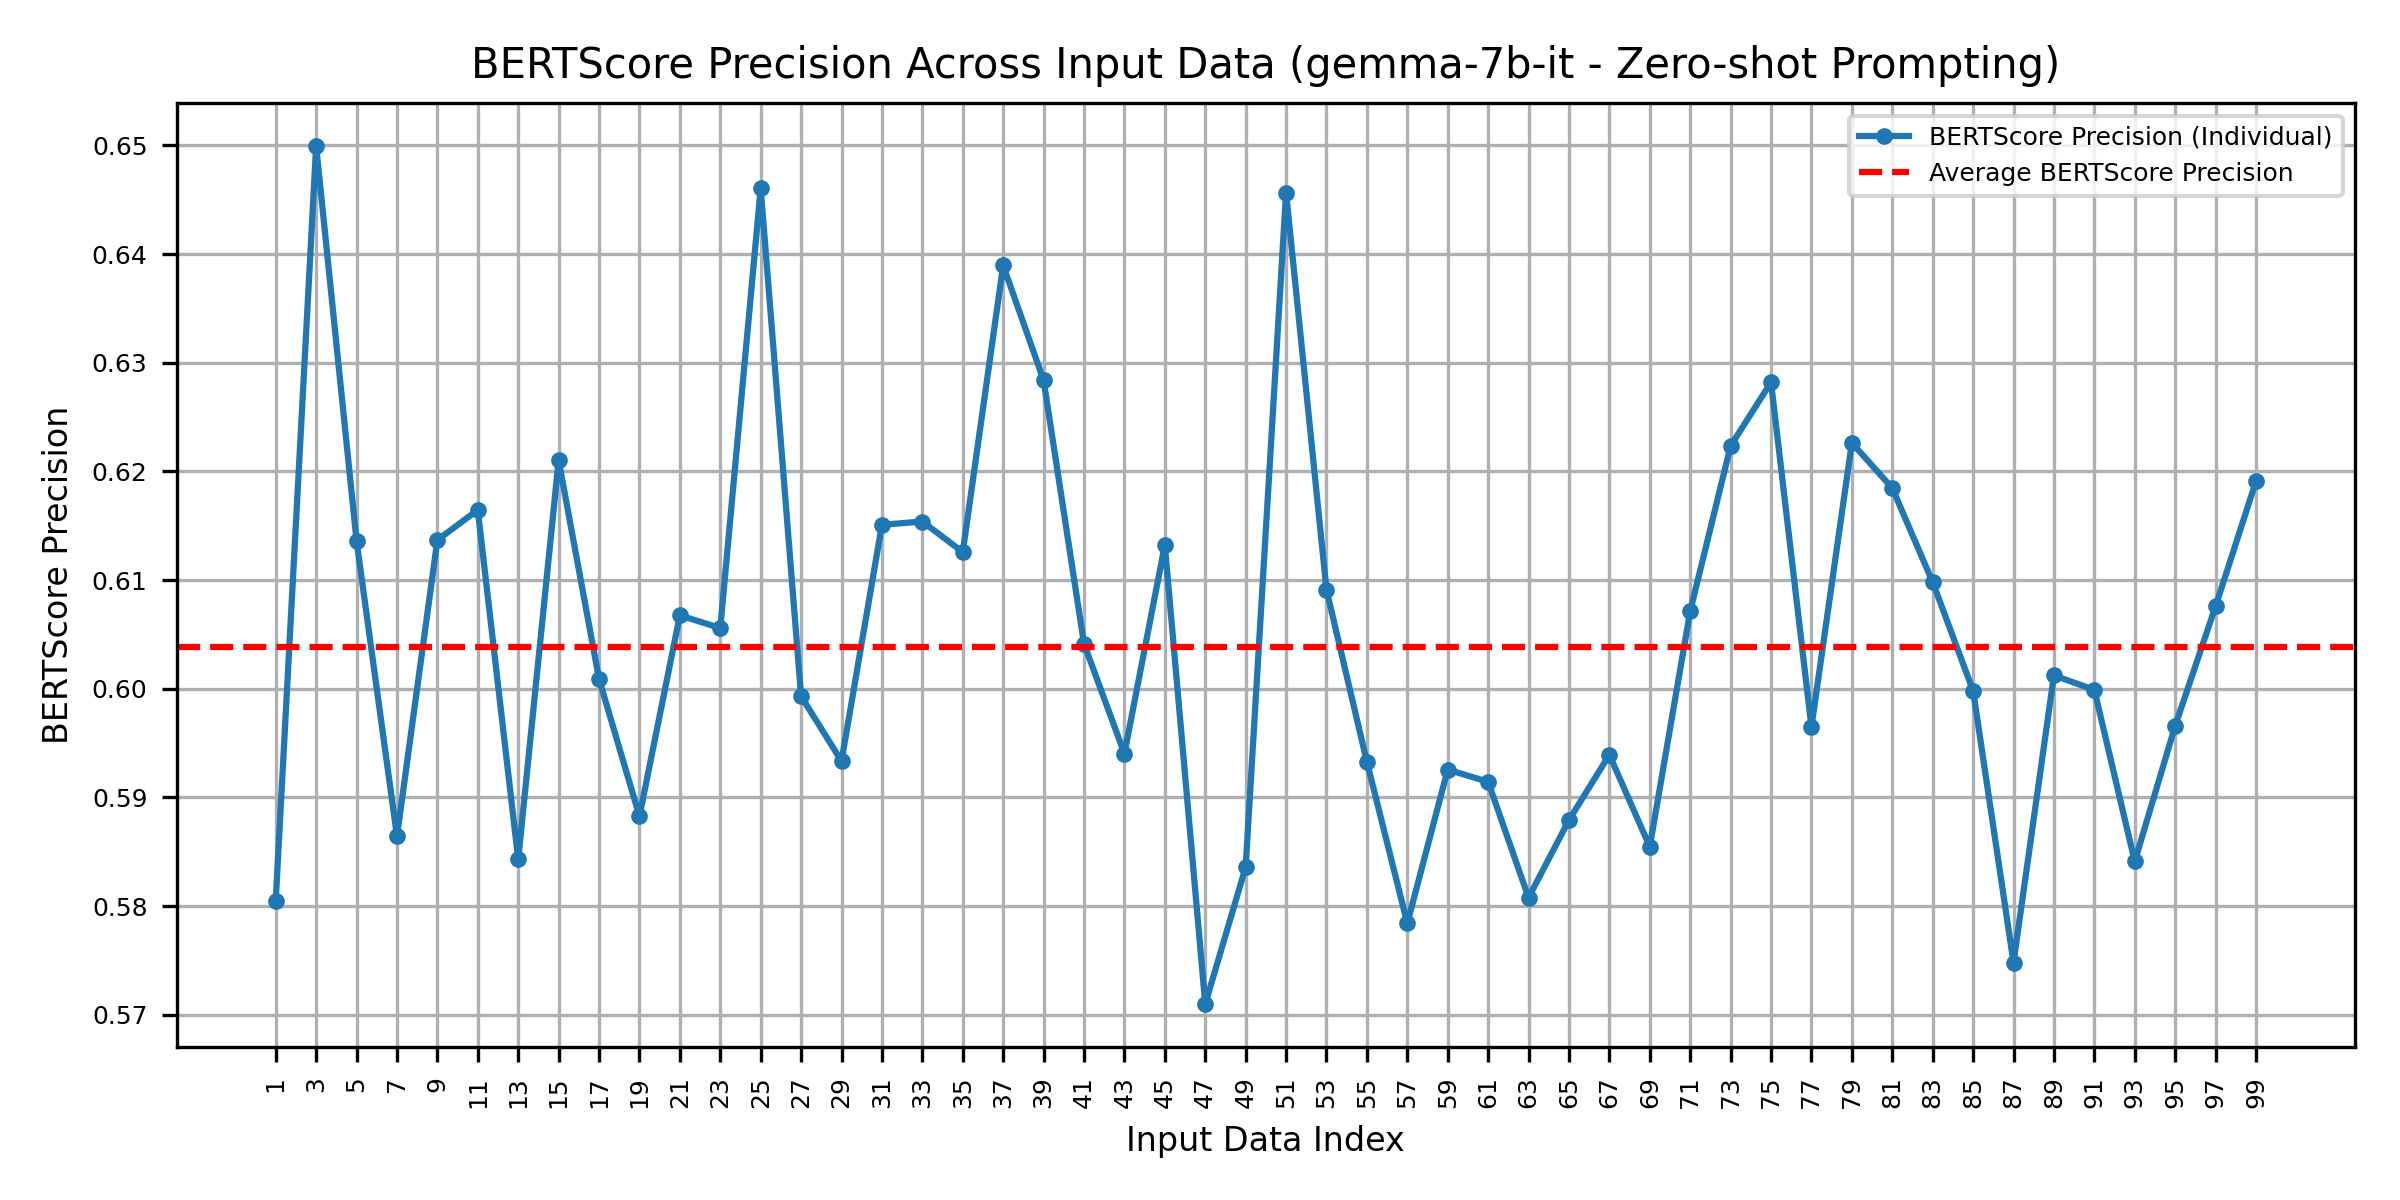 BERTScore Precision Across Input Data (gemma-7b-it - Zero-shot Prompting)
BERTScore Precision (Individual)
Average BERTScore Precision
BERTScore Precision
0.65
0.64
0.63
0.62
0.61
0.60
0.59
0.58
0.57
1 3 5 7 9 11 13 15 17 19 21 23 25 27 29 31 33 35 37 39 41 43 45 47 49 51 53 55 57 59 61 63 65 67 69 71 73 75 77 79 81 83 85 87 89 91 93 95 97 99
Input Data Index